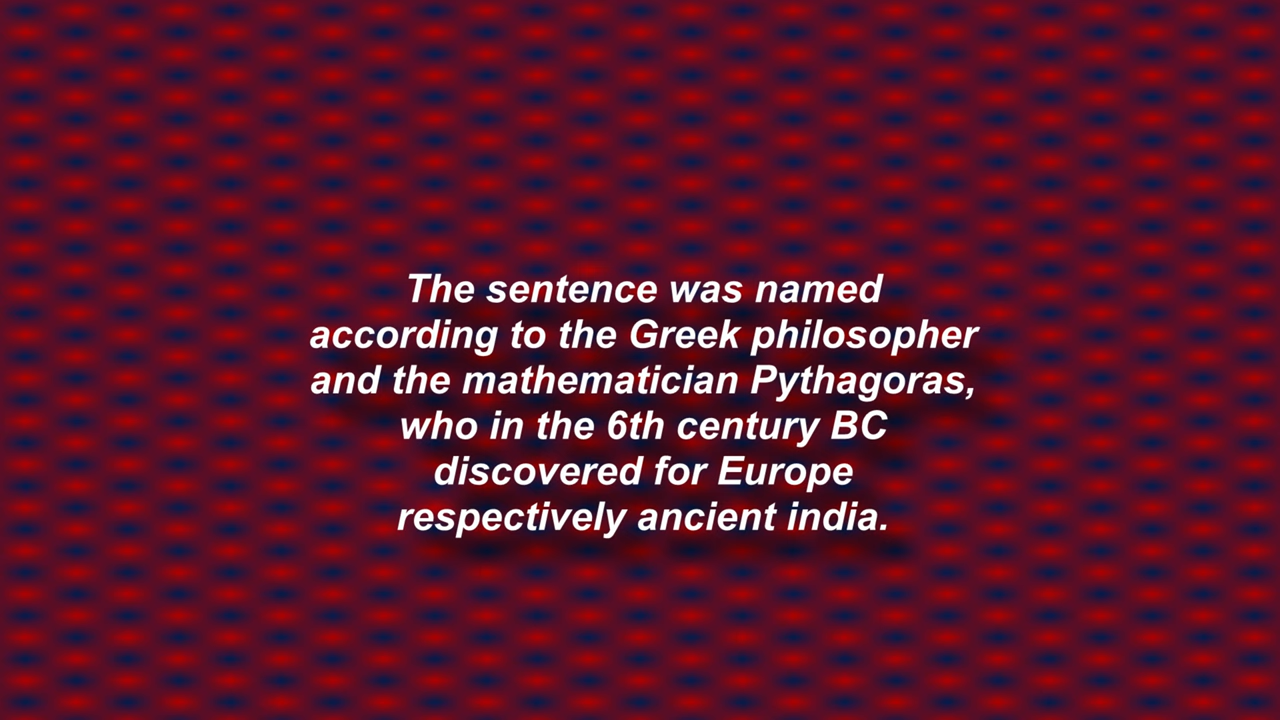 The sentence was named
according to the Greek philosopher
and the mathematician Pythagoras,
who in the 6th century BC
discovered for Europe
respectively ancient india.